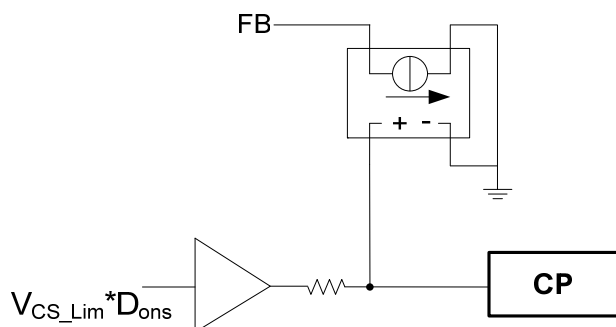 FB
+ -
V_CS_Lim*D_ons
CP